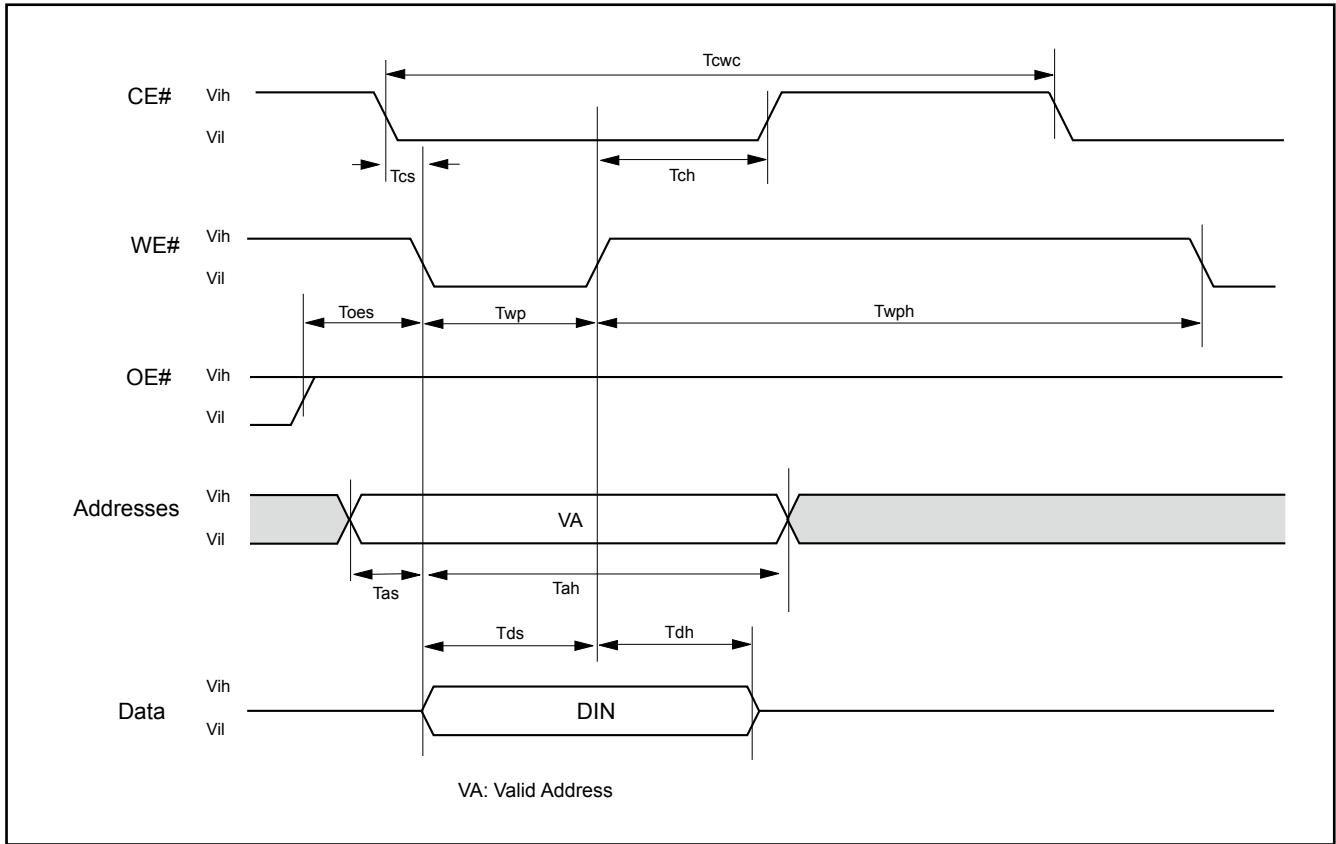 Tcwc
CE#
Vih
Vil
Tcs
Tch
WE#
Vih
Vil
Toes
Twp
Twph
OE#
Vih
Vil
Addresses
Vih
Vil
VA
Tas
Tah
Tds
Tdh
Data
Vih
Vil
DIN
VA: Valid Address